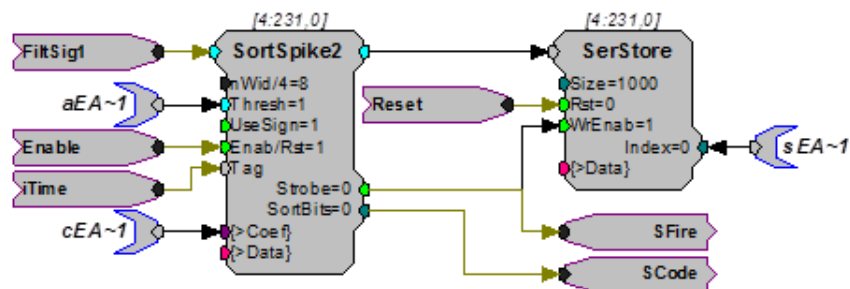 [4:231,0]
[4:231,0]
FiltSig1
SortSpike2
SerStore
nWid/4=8
Size=1000
aEA~1
Thresh=1
Reset
Rst=0
UseSign=1
WrEnab=1
Enable
Enab/Rst=1
Index=0
sEA~1
iTime
Tag
{>Data}
Strobe=0
SortBits=0
cEA~1
{>Coef}
SFire
{>Data}
SCode